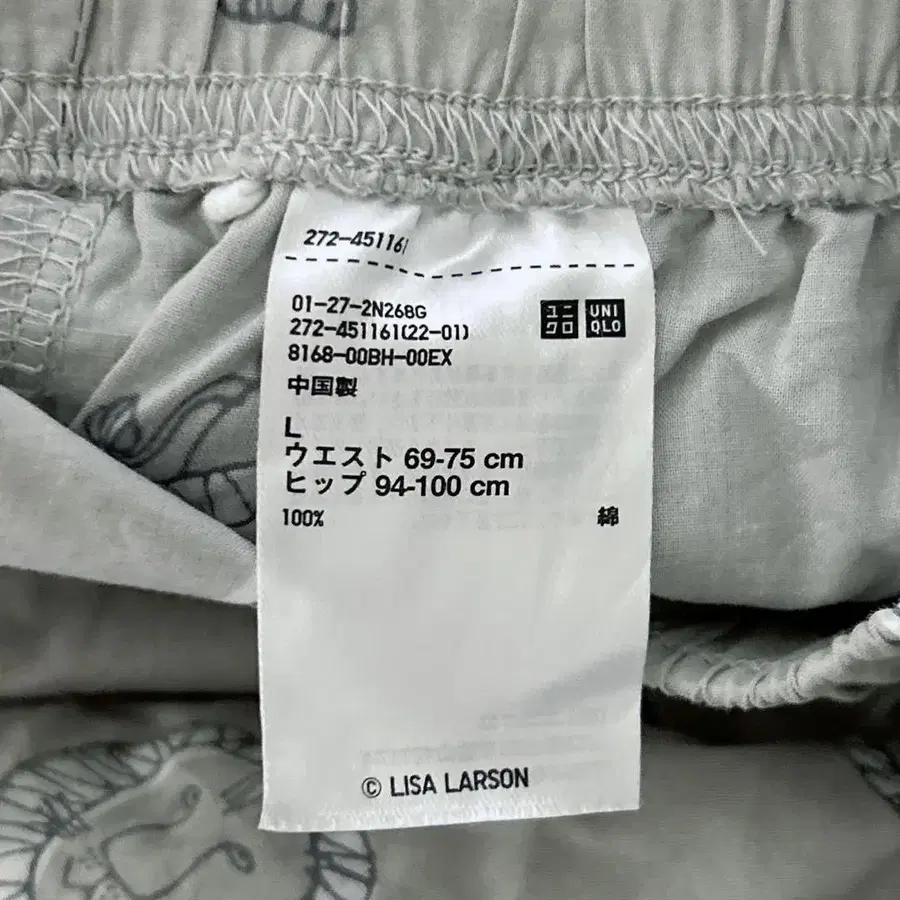 272-451161
01-27-2N268G
272-451161(22-01)
8168-00BH-00EX
ユニクロ
UNIQLO
中国製
L
ウエスト 69-75 cm
ヒップ 94-100 cm
100% 綿
© LISA LARSON